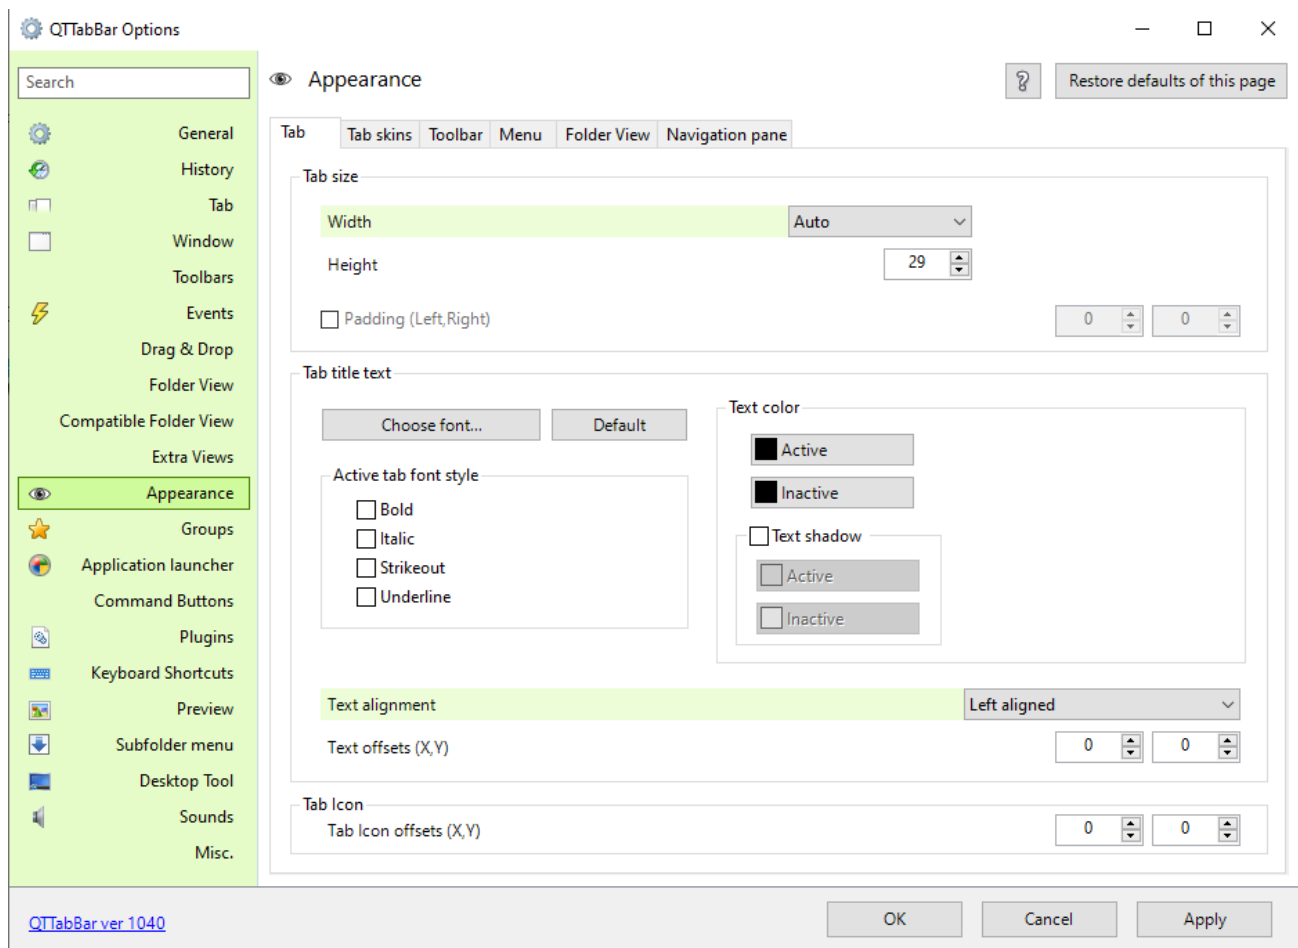 QTTabBar Options
Search
General
History
Tab
Window
Toolbars
Events
Drag & Drop
Folder View
Compatible Folder View
Extra Views
Appearance
Groups
Application launcher
Command Buttons
Plugins
Keyboard Shortcuts
Preview
Subfolder menu
Desktop Tool
Sounds
Misc.
Appearance
? Restore defaults of this page
Tab Tab skins Toolbar Menu Folder View Navigation pane
Tab size
Width Auto
Height 29
Padding (Left,Right) 0 0
Tab title text
Choose font... Default
Active tab font style
Bold
Italic
Strikeout
Underline
Text color
Active
Inactive
Text shadow
Active
Inactive
Text alignment Left aligned
Text offsets (X,Y) 0 0
Tab Icon
Tab Icon offsets (X,Y) 0 0
QTTabBar ver 1040
OK Cancel Apply